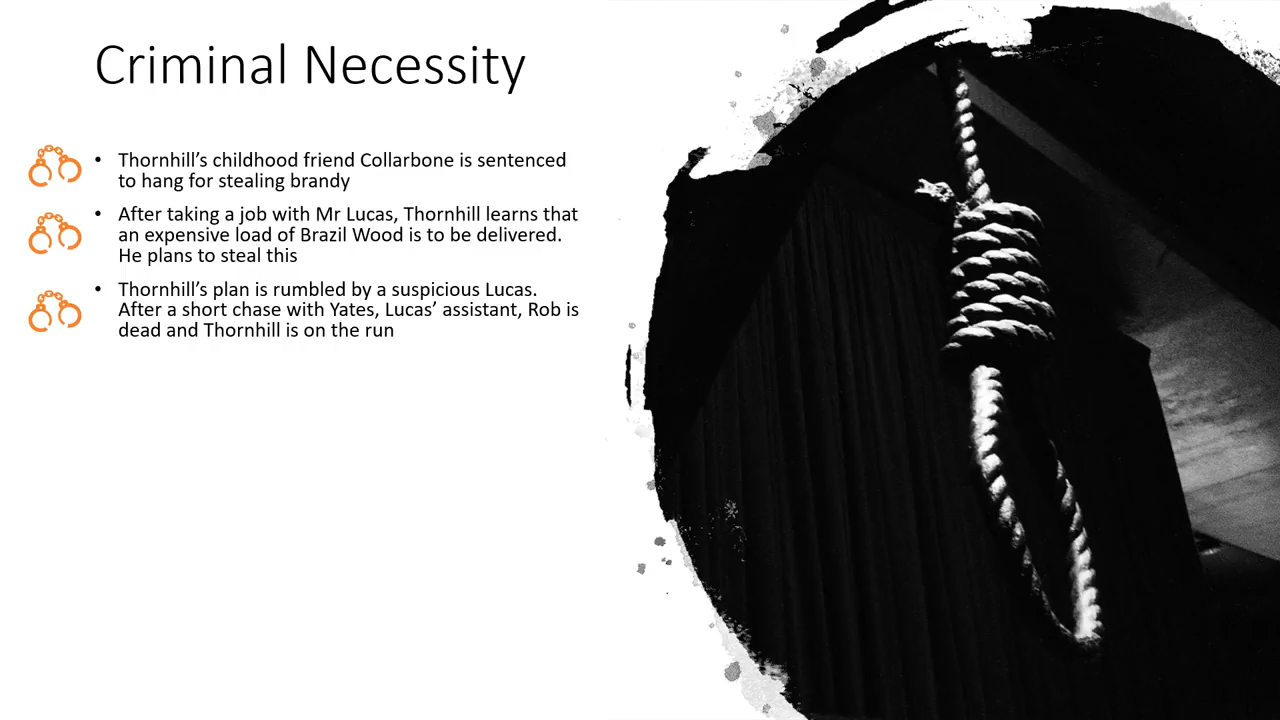 Criminal Necessity
• Thornhill’s childhood friend Collarbone is sentenced
to hang for stealing brandy
• After taking a job with Mr Lucas, Thornhill learns that
an expensive load of Brazil Wood is to be delivered.
He plans to steal this
• Thornhill’s plan is rumbled by a suspicious Lucas.
After a short chase with Yates, Lucas’ assistant, Rob is
dead and Thornhill is on the run